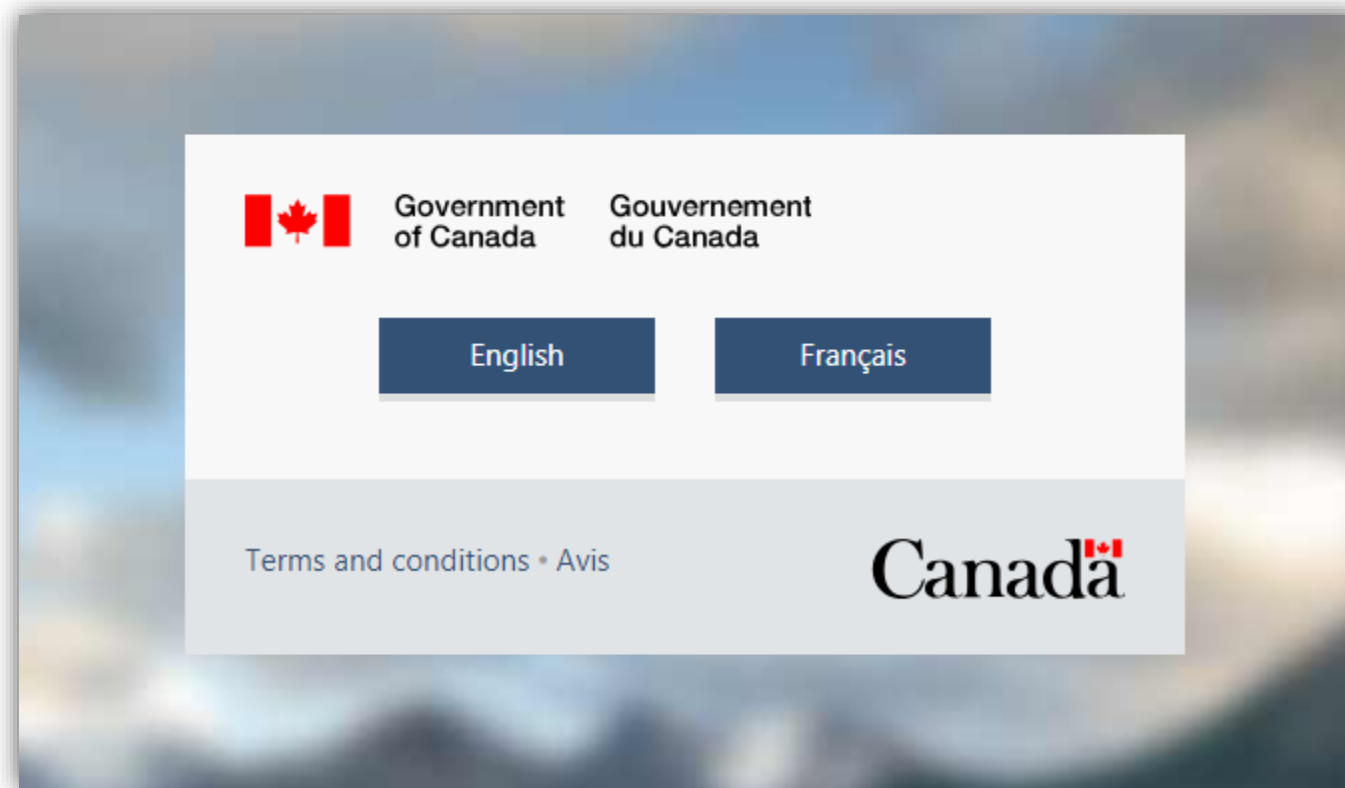 Government
of Canada
Gouvernement
du Canada
English
Français
Terms and conditions • Avis
Canada